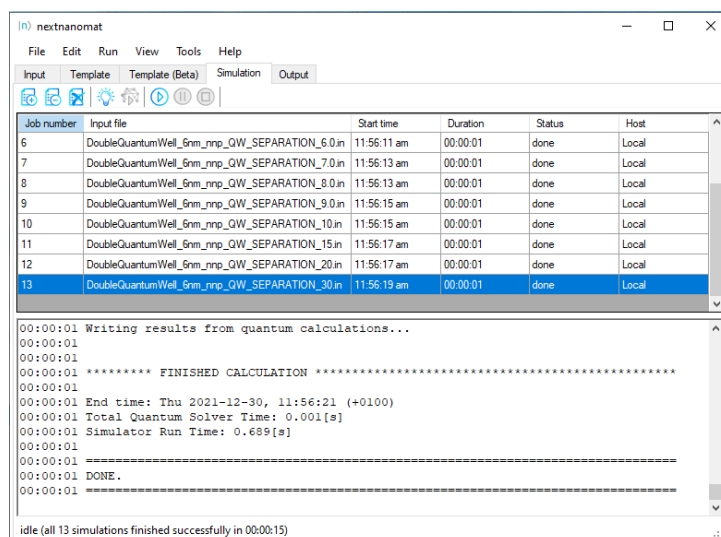 |n⟩ nextnanomat
File Edit Run View Tools Help
Input Template Template (Beta) Simulation Output
Job number Input file Start time Duration Status Host
6 DoubleQuantumWell_6nm_nnp_QW_SEPARATION_6.0.in 11:56:11 am 00:00:01 done Local
7 DoubleQuantumWell_6nm_nnp_QW_SEPARATION_7.0.in 11:56:13 am 00:00:01 done Local
8 DoubleQuantumWell_6nm_nnp_QW_SEPARATION_8.0.in 11:56:13 am 00:00:01 done Local
9 DoubleQuantumWell_6nm_nnp_QW_SEPARATION_9.0.in 11:56:15 am 00:00:01 done Local
10 DoubleQuantumWell_6nm_nnp_QW_SEPARATION_10.in 11:56:15 am 00:00:01 done Local
11 DoubleQuantumWell_6nm_nnp_QW_SEPARATION_15.in 11:56:17 am 00:00:01 done Local
12 DoubleQuantumWell_6nm_nnp_QW_SEPARATION_20.in 11:56:17 am 00:00:01 done Local
13 DoubleQuantumWell_6nm_nnp_QW_SEPARATION_30.in 11:56:19 am 00:00:01 done Local
00:00:01 Writing results from quantum calculations...
00:00:01
00:00:01
00:00:01 ********* FINISHED CALCULATION *************************************************
00:00:01
00:00:01 End time: Thu 2021-12-30, 11:56:21 (+0100)
00:00:01 Total Quantum Solver Time: 0.001[s]
00:00:01 Simulator Run Time: 0.689[s]
00:00:01
00:00:01 ================================================================================
00:00:01 DONE.
00:00:01 ================================================================================
idle (all 13 simulations finished successfully in 00:00:15)